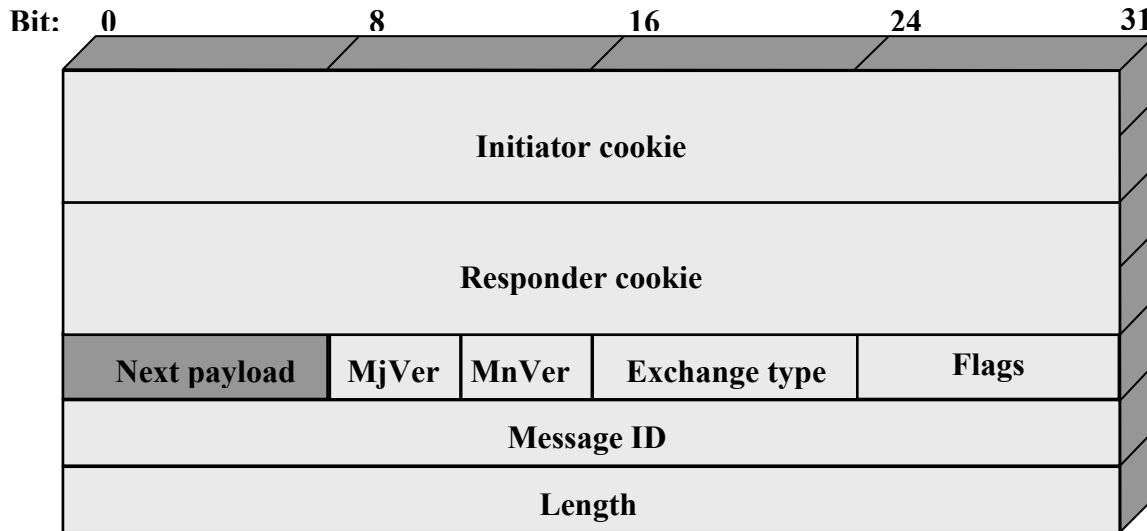 Bit: 0 8 16 24 31
Initiator cookie
Responder cookie
Next payload MjVer MnVer Exchange type Flags
Message ID
Length